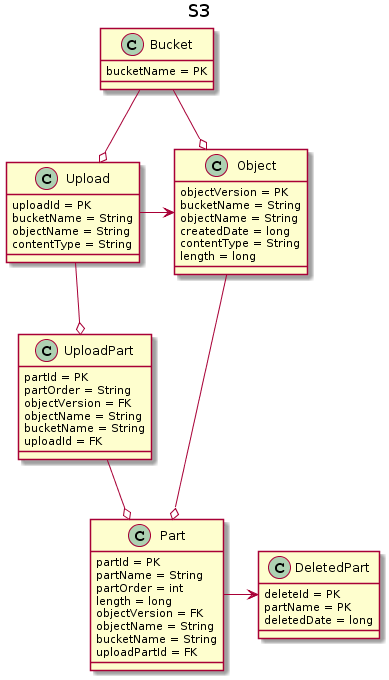 S3
C Bucket
bucketName = PK
C Upload
uploadId = PK
bucketName = String
objectName = String
contentType = String
C Object
objectVersion = PK
bucketName = String
objectName = String
createdDate = long
contentType = String
length = long
C UploadPart
partId = PK
partOrder = String
objectVersion = FK
objectName = String
bucketName = String
uploadId = FK
C Part
partId = PK
partName = String
partOrder = int
length = long
objectVersion = FK
objectName = String
bucketName = String
uploadPartId = FK
C DeletedPart
deleteId = PK
partName = PK
deletedDate = long